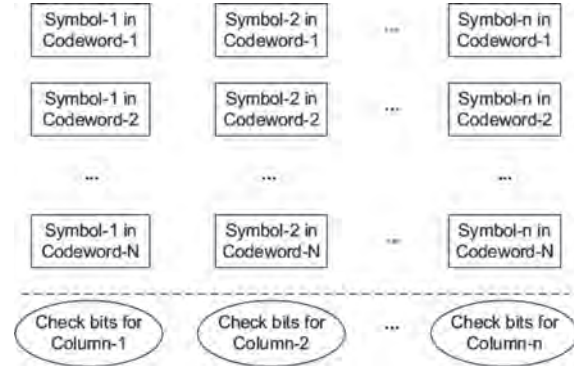 Symbol-1 in Symbol-2 in Symbol-n in
Codeword-1 Codeword-1 ... Codeword-1
Symbol-1 in Symbol-2 in Symbol-n in
Codeword-2 Codeword-2 ... Codeword-2
... ... ...
Symbol-1 in Symbol-2 in Symbol-n in
Codeword-N Codeword-N ... Codeword-N
Check bits for Check bits for ... Check bits for
Column-1 Column-2 Column-n